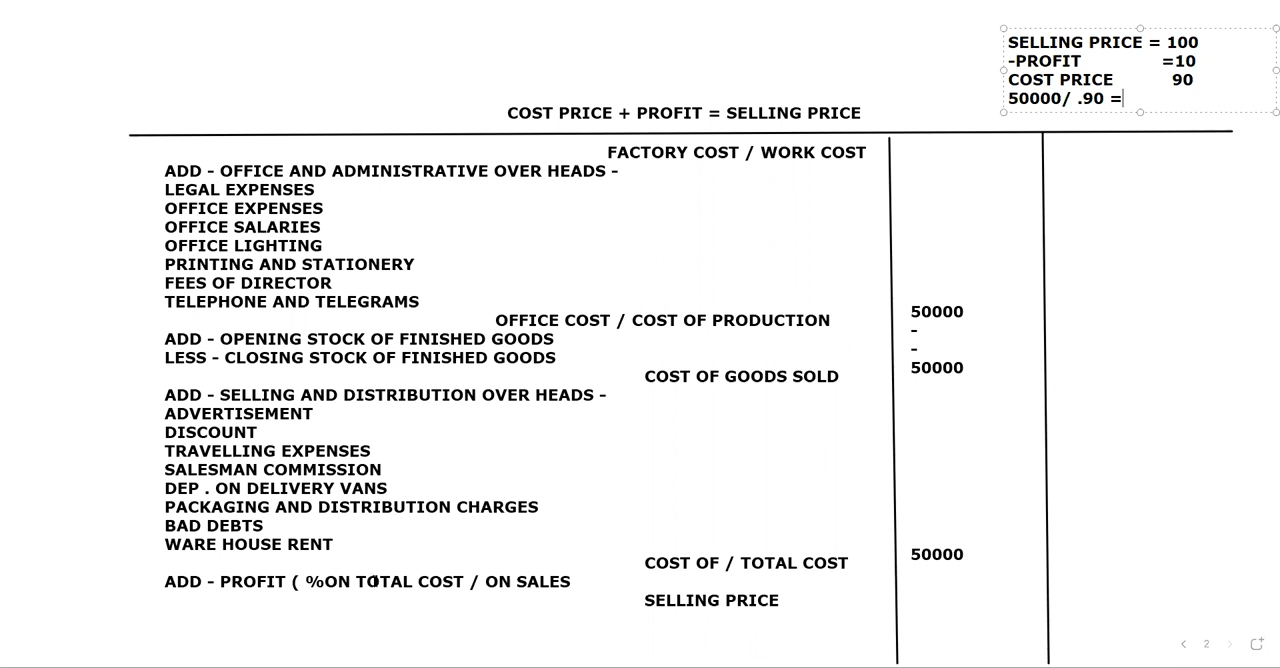 SELLING PRICE = 100
-PROFIT =10
COST PRICE 90
50000/ .90 =
COST PRICE + PROFIT = SELLING PRICE
FACTORY COST / WORK COST
ADD - OFFICE AND ADMINISTRATIVE OVER HEADS -
LEGAL EXPENSES
OFFICE EXPENSES
OFFICE SALARIES
OFFICE LIGHTING
PRINTING AND STATIONERY
FEES OF DIRECTOR
TELEPHONE AND TELEGRAMS
OFFICE COST / COST OF PRODUCTION 50000
ADD - OPENING STOCK OF FINISHED GOODS -
LESS - CLOSING STOCK OF FINISHED GOODS -
COST OF GOODS SOLD 50000
ADD - SELLING AND DISTRIBUTION OVER HEADS -
ADVERTISEMENT
DISCOUNT
TRAVELLING EXPENSES
SALESMAN COMMISSION
DEP . ON DELIVERY VANS
PACKAGING AND DISTRIBUTION CHARGES
BAD DEBTS
WARE HOUSE RENT
COST OF / TOTAL COST 50000
ADD - PROFIT ( %ON TOTAL COST / ON SALES
SELLING PRICE
2